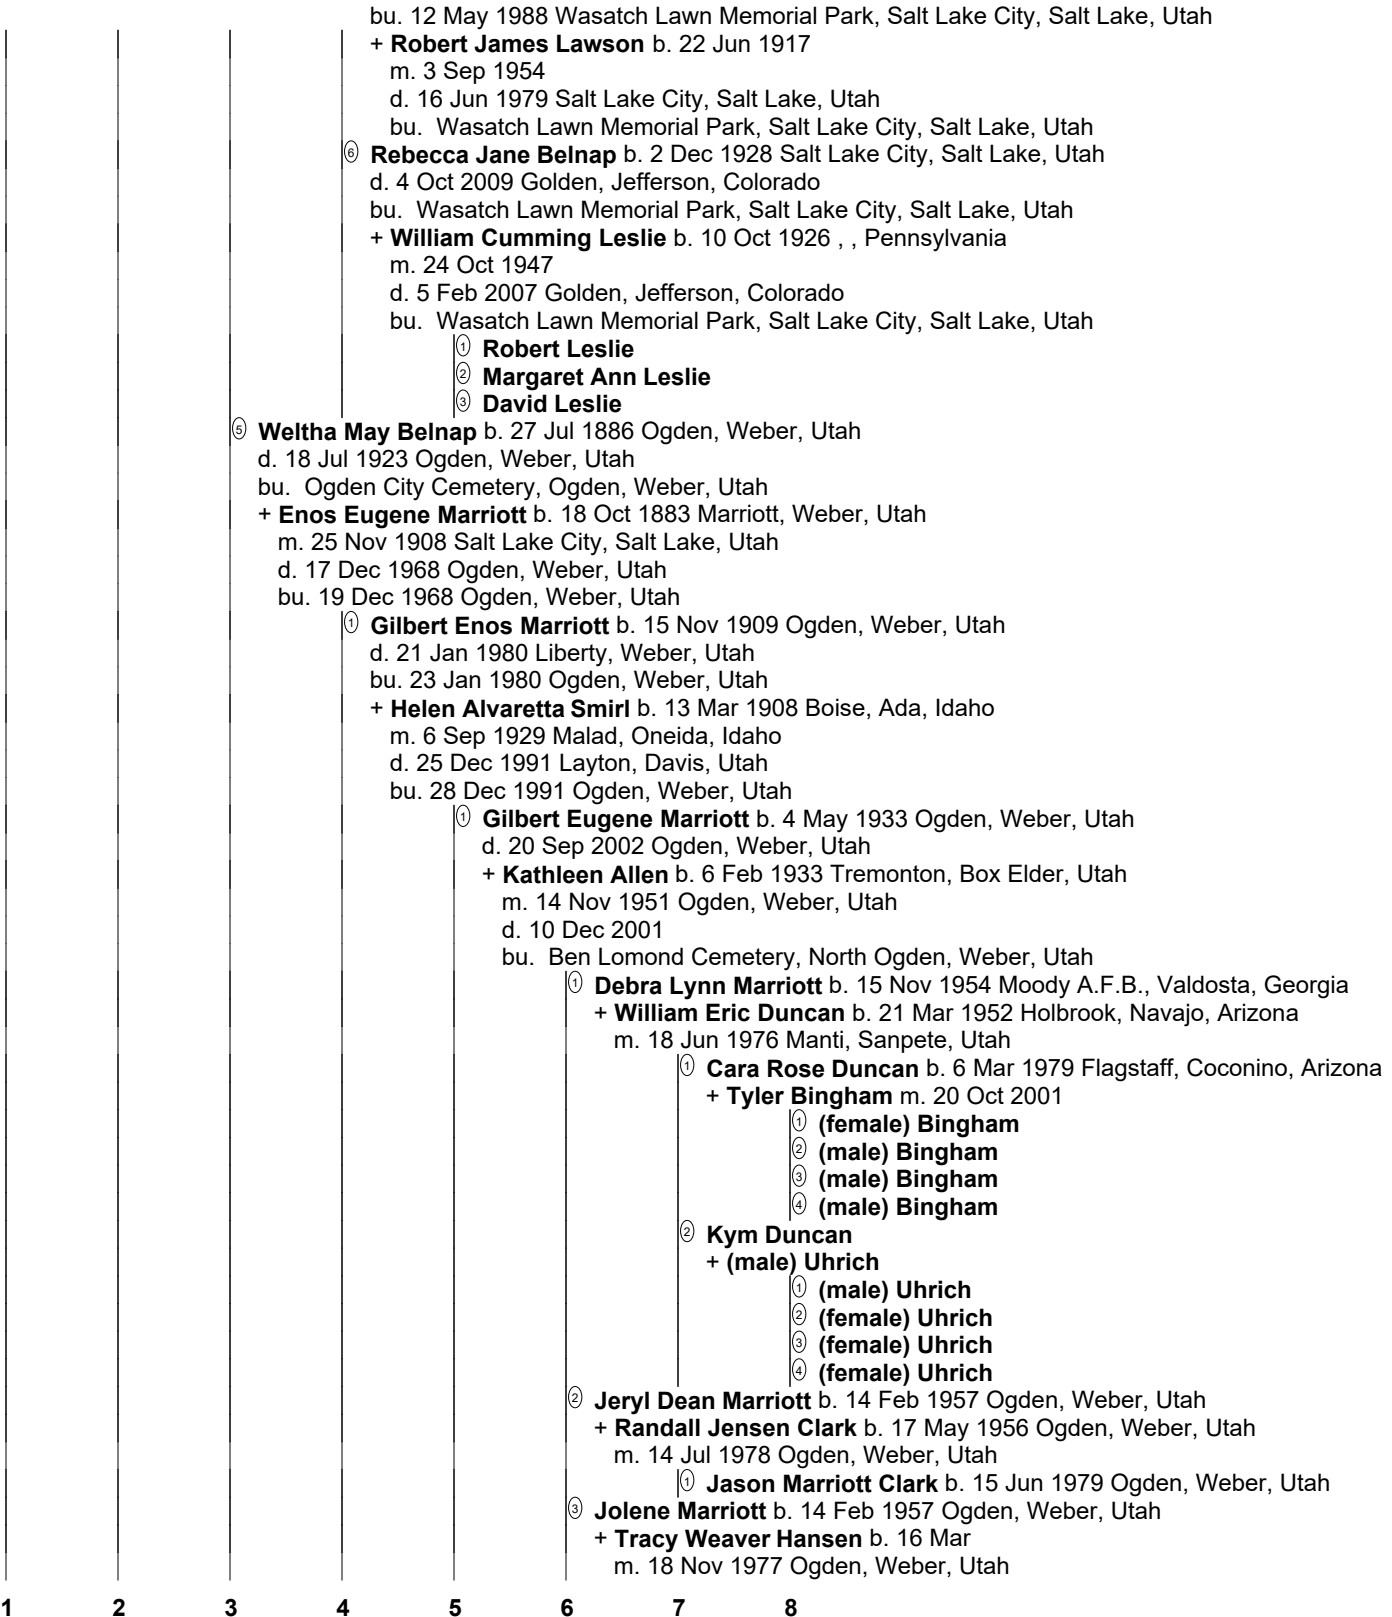 bu. 12 May 1988 Wasatch Lawn Memorial Park, Salt Lake City, Salt Lake, Utah
+ Robert James Lawson b. 22 Jun 1917
m. 3 Sep 1954
d. 16 Jun 1979 Salt Lake City, Salt Lake, Utah
bu. Wasatch Lawn Memorial Park, Salt Lake City, Salt Lake, Utah
6 Rebecca Jane Belnap b. 2 Dec 1928 Salt Lake City, Salt Lake, Utah
d. 4 Oct 2009 Golden, Jefferson, Colorado
bu. Wasatch Lawn Memorial Park, Salt Lake City, Salt Lake, Utah
+ William Cumming Leslie b. 10 Oct 1926 , , Pennsylvania
m. 24 Oct 1947
d. 5 Feb 2007 Golden, Jefferson, Colorado
bu. Wasatch Lawn Memorial Park, Salt Lake City, Salt Lake, Utah
1 Robert Leslie
2 Margaret Ann Leslie
3 David Leslie
5 Weltha May Belnap b. 27 Jul 1886 Ogden, Weber, Utah
d. 18 Jul 1923 Ogden, Weber, Utah
bu. Ogden City Cemetery, Ogden, Weber, Utah
+ Enos Eugene Marriott b. 18 Oct 1883 Marriott, Weber, Utah
m. 25 Nov 1908 Salt Lake City, Salt Lake, Utah
d. 17 Dec 1968 Ogden, Weber, Utah
bu. 19 Dec 1968 Ogden, Weber, Utah
1 Gilbert Enos Marriott b. 15 Nov 1909 Ogden, Weber, Utah
d. 21 Jan 1980 Liberty, Weber, Utah
bu. 23 Jan 1980 Ogden, Weber, Utah
+ Helen Alvaretta Smirl b. 13 Mar 1908 Boise, Ada, Idaho
m. 6 Sep 1929 Malad, Oneida, Idaho
d. 25 Dec 1991 Layton, Davis, Utah
bu. 28 Dec 1991 Ogden, Weber, Utah
1 Gilbert Eugene Marriott b. 4 May 1933 Ogden, Weber, Utah
d. 20 Sep 2002 Ogden, Weber, Utah
+ Kathleen Allen b. 6 Feb 1933 Tremonton, Box Elder, Utah
m. 14 Nov 1951 Ogden, Weber, Utah
d. 10 Dec 2001
bu. Ben Lomond Cemetery, North Ogden, Weber, Utah
1 Debra Lynn Marriott b. 15 Nov 1954 Moody A.F.B., Valdosta, Georgia
+ William Eric Duncan b. 21 Mar 1952 Holbrook, Navajo, Arizona
m. 18 Jun 1976 Manti, Sanpete, Utah
1 Cara Rose Duncan b. 6 Mar 1979 Flagstaff, Coconino, Arizona
+ Tyler Bingham m. 20 Oct 2001
1 (female) Bingham
2 (male) Bingham
3 (male) Bingham
4 (male) Bingham
2 Kym Duncan
+ (male) Uhrich
1 (male) Uhrich
2 (female) Uhrich
3 (female) Uhrich
4 (female) Uhrich
2 Jeryl Dean Marriott b. 14 Feb 1957 Ogden, Weber, Utah
+ Randall Jensen Clark b. 17 May 1956 Ogden, Weber, Utah
m. 14 Jul 1978 Ogden, Weber, Utah
1 Jason Marriott Clark b. 15 Jun 1979 Ogden, Weber, Utah
3 Jolene Marriott b. 14 Feb 1957 Ogden, Weber, Utah
+ Tracy Weaver Hansen b. 16 Mar
m. 18 Nov 1977 Ogden, Weber, Utah
1 2 3 4 5 6 7 8